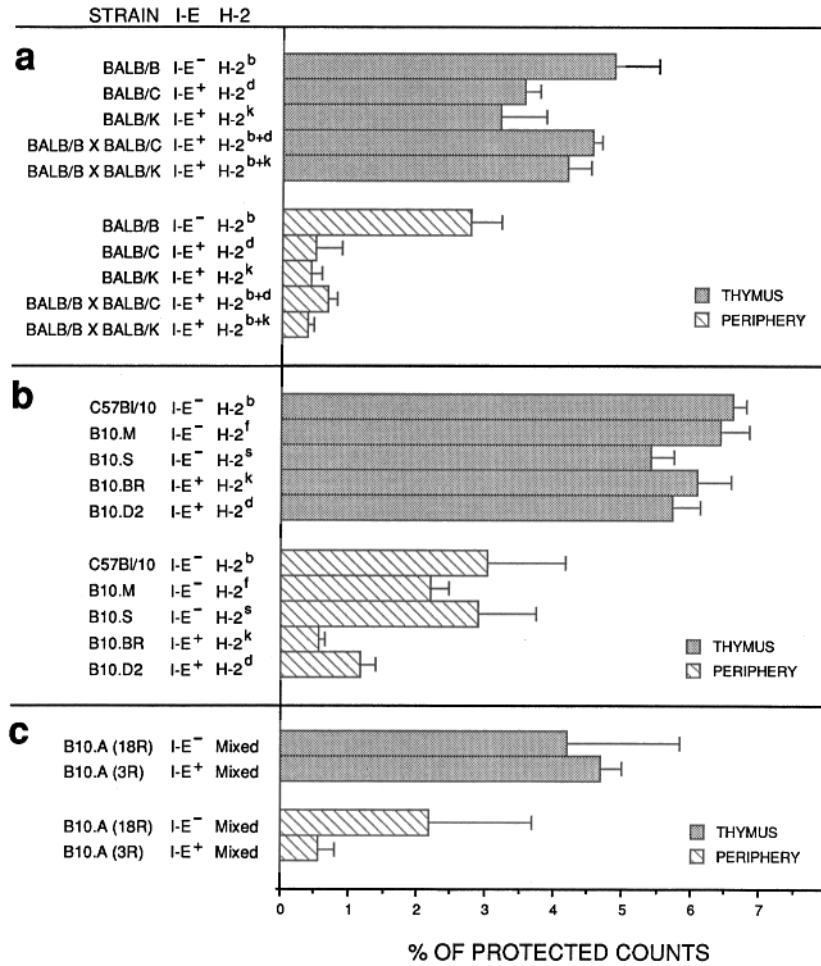 STRAIN I-E H-2
a
BALB/B I-E⁻ H-2ᵇ
BALB/C I-E⁺ H-2ᵈ
BALB/K I-E⁺ H-2ᵏ
BALB/B X BALB/C I-E⁺ H-2ᵇ⁺ᵈ
BALB/B X BALB/K I-E⁺ H-2ᵇ⁺ᵏ
BALB/B I-E⁻ H-2ᵇ
BALB/C I-E⁺ H-2ᵈ
BALB/K I-E⁺ H-2ᵏ
BALB/B X BALB/C I-E⁺ H-2ᵇ⁺ᵈ
BALB/B X BALB/K I-E⁺ H-2ᵇ⁺ᵏ
THYMUS
PERIPHERY
b
C57Bl/10 I-E⁻ H-2ᵇ
B10.M I-E⁻ H-2ᶠ
B10.S I-E⁻ H-2ˢ
B10.BR I-E⁺ H-2ᵏ
B10.D2 I-E⁺ H-2ᵈ
C57Bl/10 I-E⁻ H-2ᵇ
B10.M I-E⁻ H-2ᶠ
B10.S I-E⁻ H-2ˢ
B10.BR I-E⁺ H-2ᵏ
B10.D2 I-E⁺ H-2ᵈ
THYMUS
PERIPHERY
c
B10.A (18R) I-E⁻ Mixed
B10.A (3R) I-E⁺ Mixed
B10.A (18R) I-E⁻ Mixed
B10.A (3R) I-E⁺ Mixed
THYMUS
PERIPHERY
0 1 2 3 4 5 6 7
% OF PROTECTED COUNTS